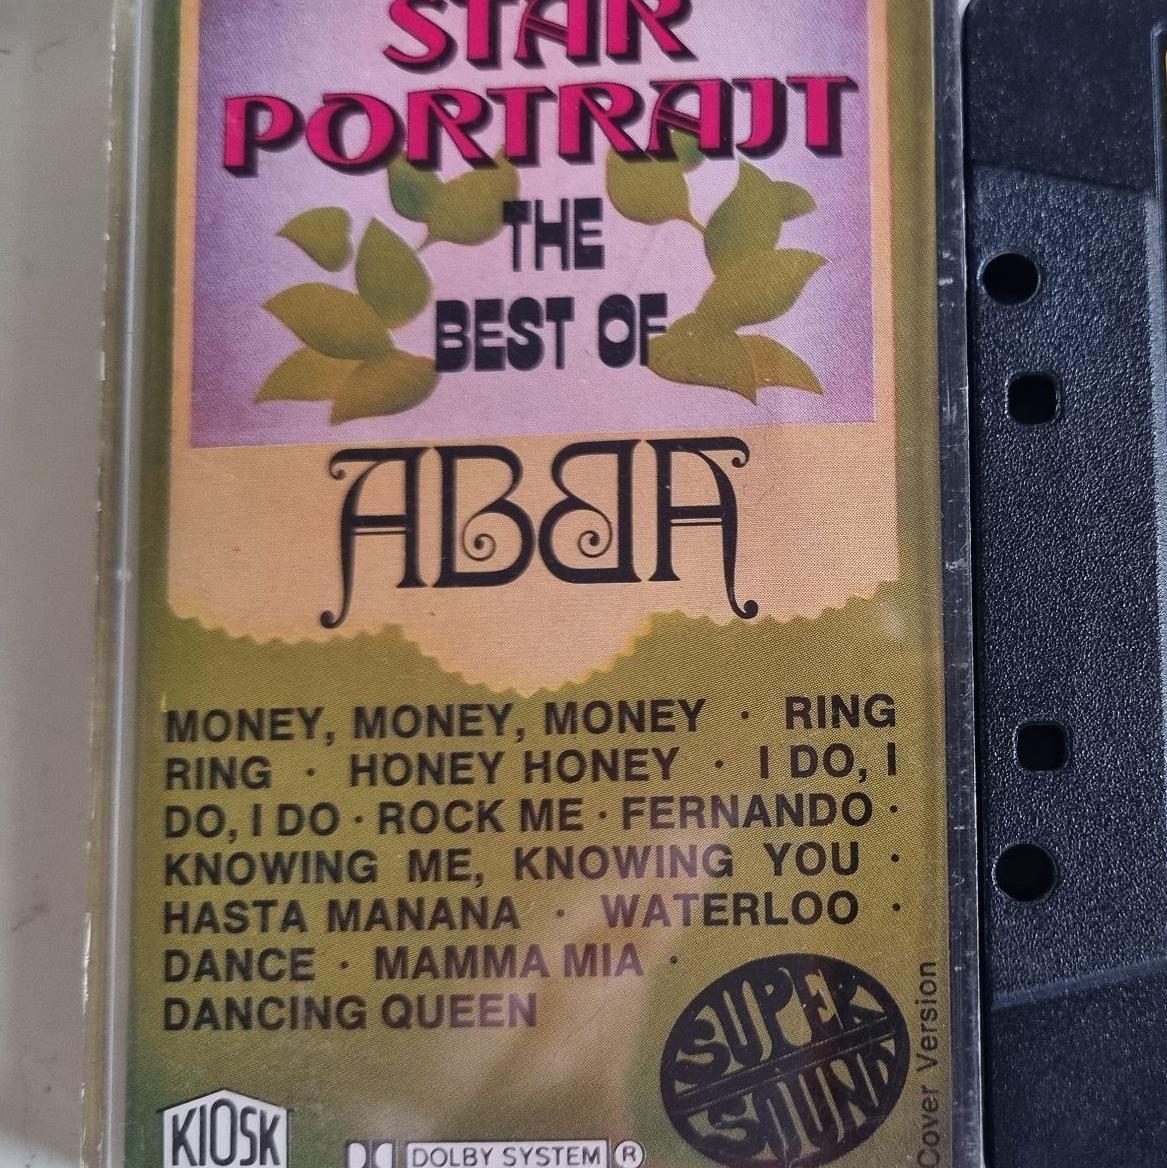 STAR
PORTRAIT
THE
BEST OF
ABBA
MONEY, MONEY, MONEY · RING
RING · HONEY HONEY · I DO, I
DO, I DO · ROCK ME · FERNANDO ·
KNOWING ME, KNOWING YOU ·
HASTA MANANA · WATERLOO ·
DANCE · MAMMA MIA ·
DANCING QUEEN
SUPER
SOUND
Cover Version
KIOSK
DOLBY SYSTEM ®